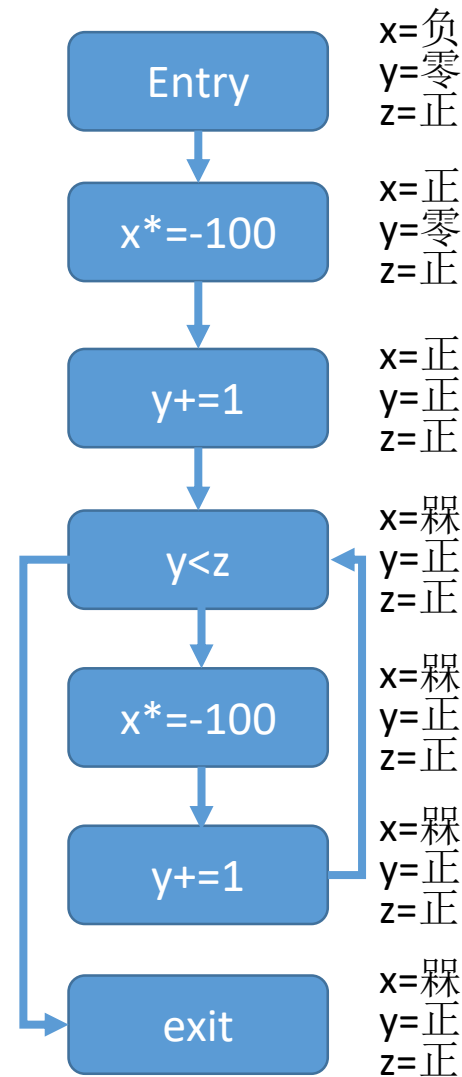 Entry
x=负
y=零
z=正
x*=-100
x=正
y=零
z=正
y+=1
x=正
y=正
z=正
y<z
x=槑
y=正
z=正
x*=-100
x=槑
y=正
z=正
y+=1
x=槑
y=正
z=正
exit
x=槑
y=正
z=正